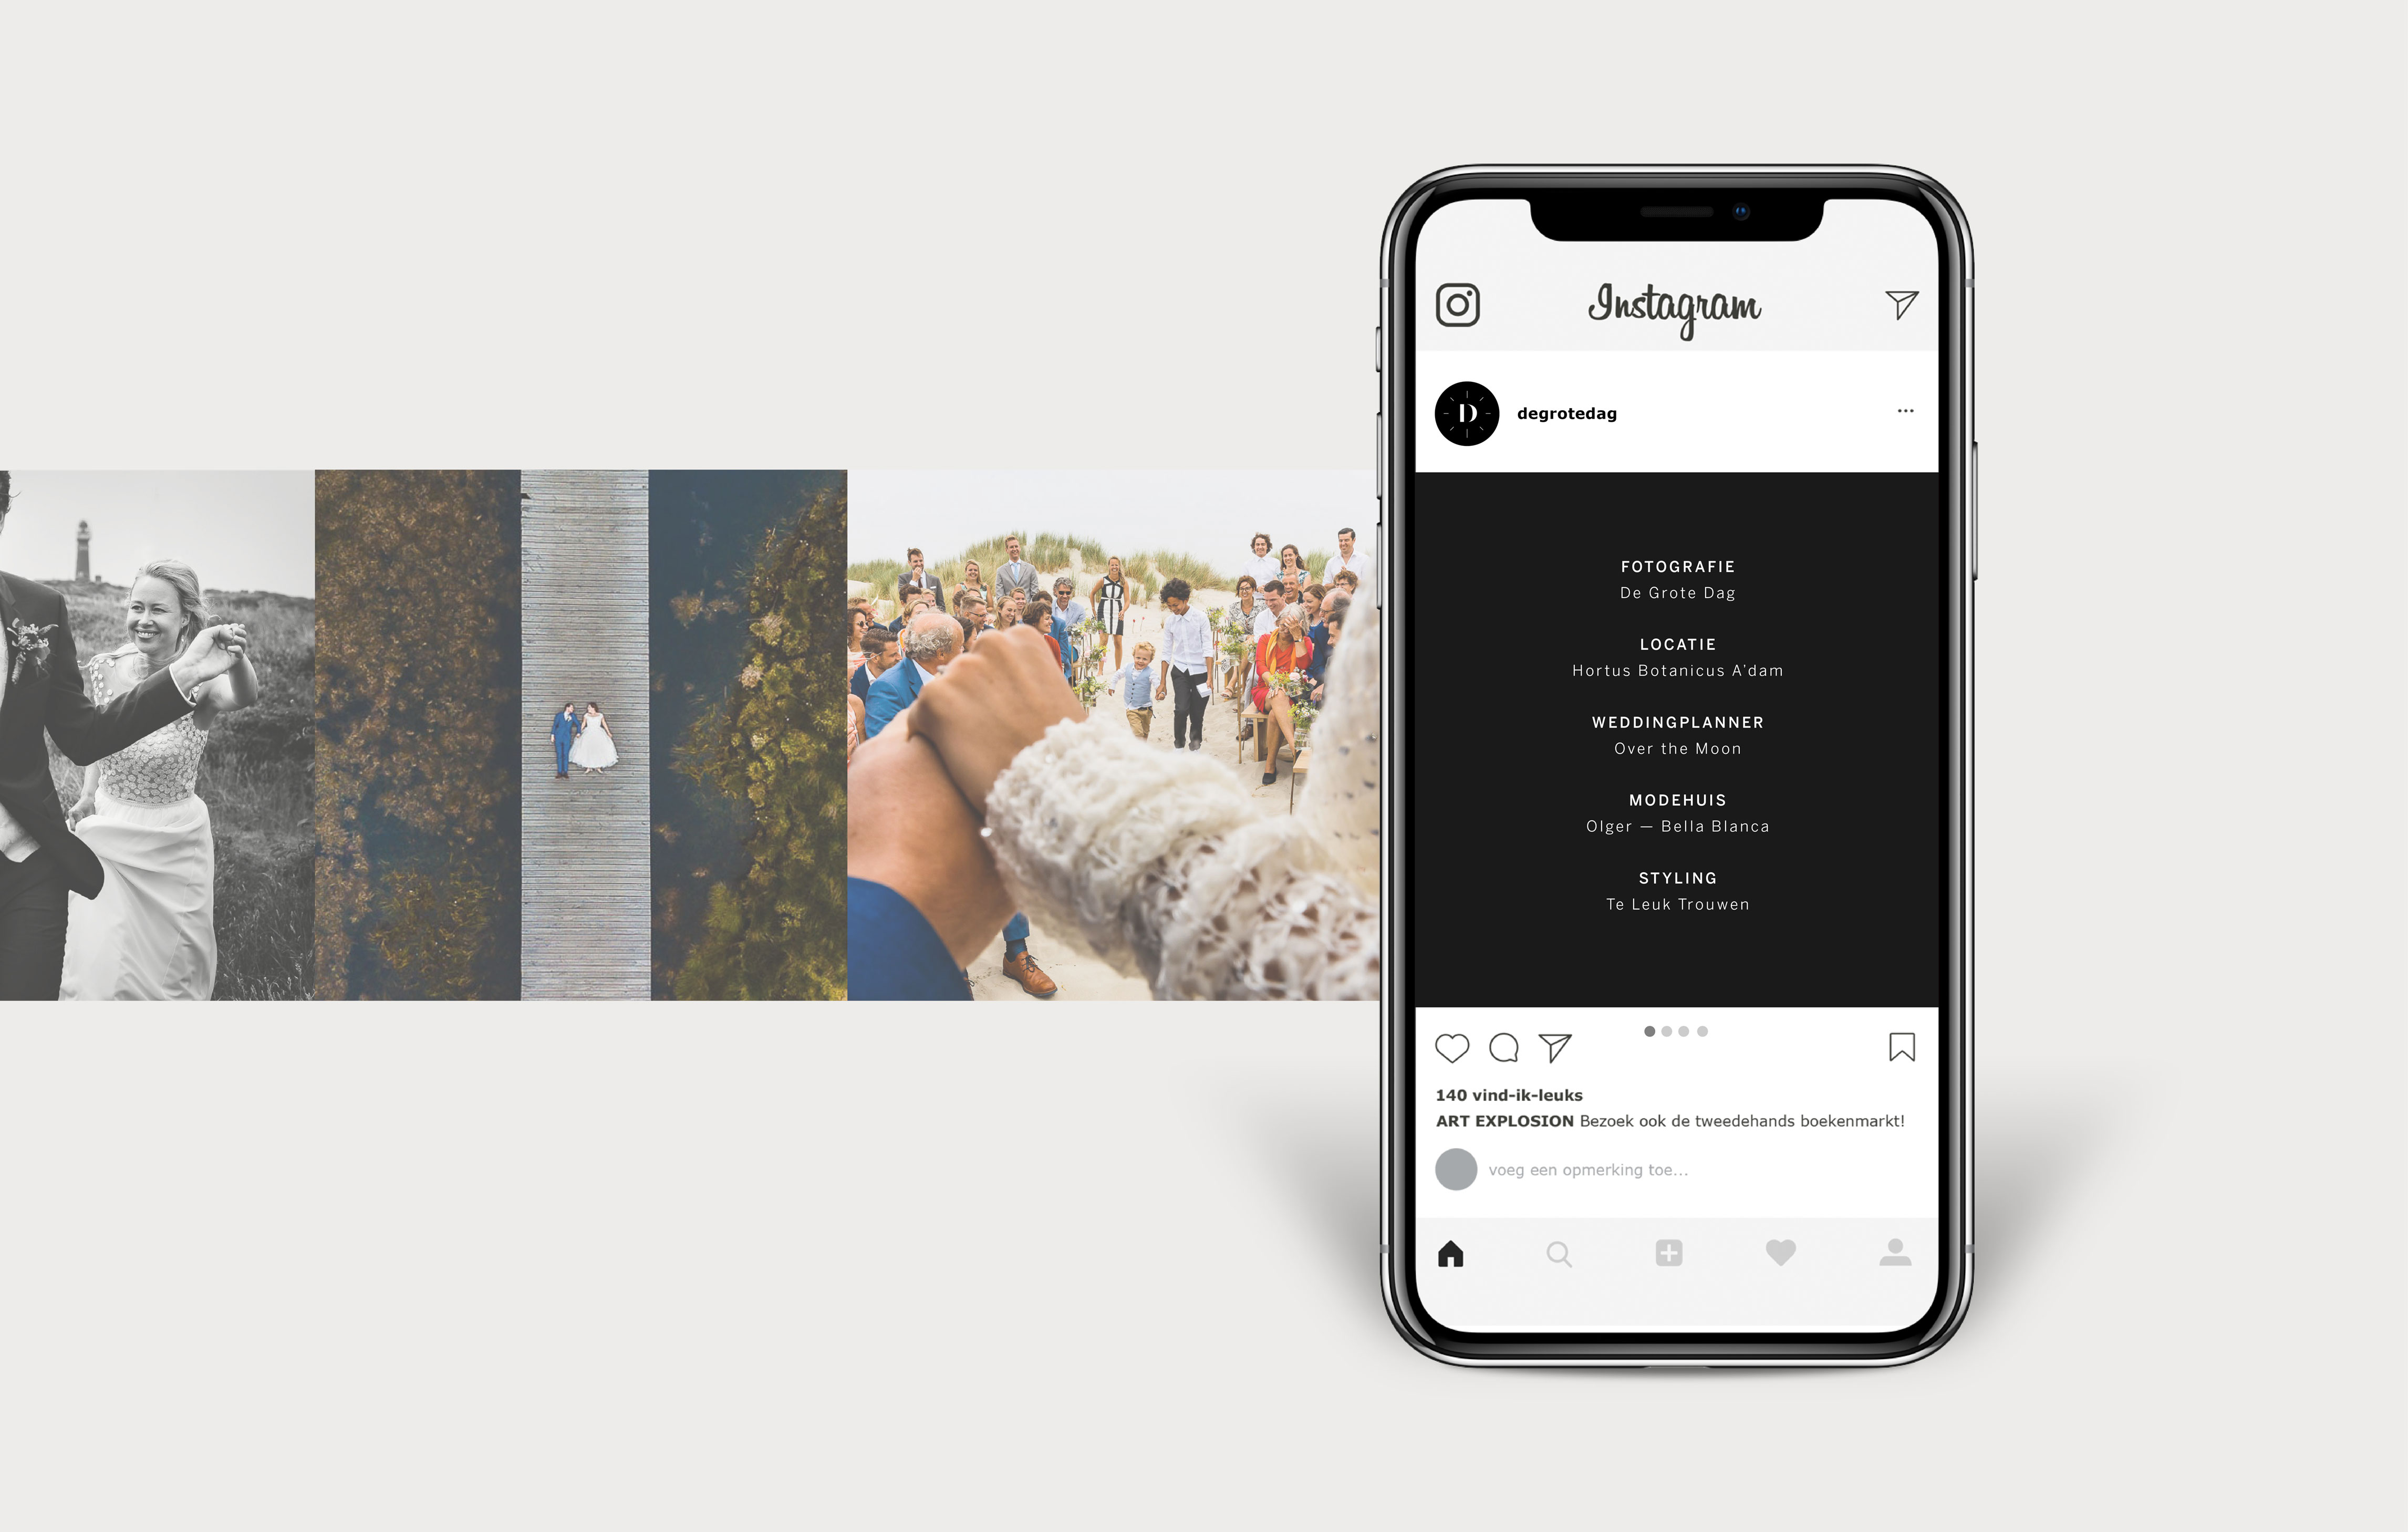 Instagram
D
degrotedag
FOTOGRAFIE
De Grote Dag
LOCATIE
Hortus Botanicus A'dam
WEDDINGPLANNER
Over the Moon
MODEHUIS
Olger — Bella Blanca
STYLING
Te Leuk Trouwen
140 vind-ik-leuks
ART EXPLOSION Bezoek ook de tweedehands boekenmarkt!
voeg een opmerking toe...